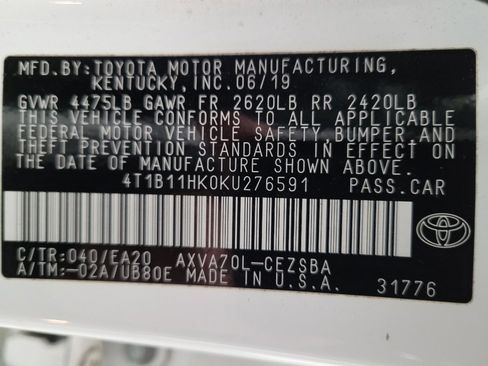 MFD.BY:TOYOTA MOTOR MANUFACTURING,
KENTUCKY, INC. 06/19
GVWR 4475LB GAWR FR 2620LB RR 2420LB
THIS VEHICLE CONFORMS TO ALL APPLICABLE
FEDERAL MOTOR VEHICLE SAFETY, BUMPER AND
THEFT PREVENTION STANDARDS IN EFFECT ON
THE DATE OF MANUFACTURE SHOWN ABOVE.
4T1B11HK0KU276591 PASS.CAR
C/TR:040/EA20 AXVA70L-CEZSBA
A/TM:-02A/UB80E MADE IN U.S.A. 31776